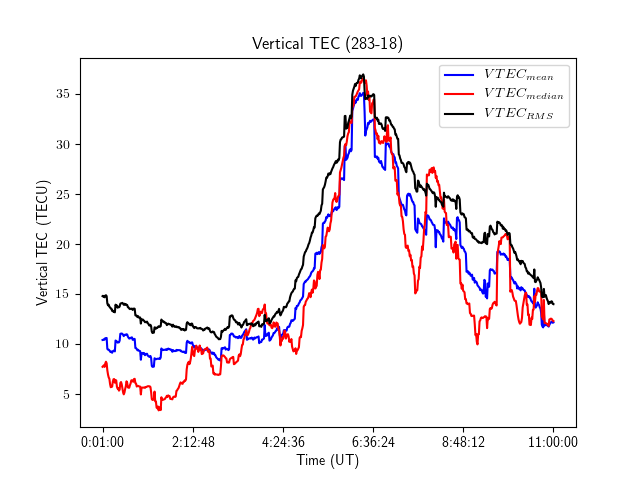 Vertical TEC (283-18)
VTEC_mean
VTEC_median
VTEC_RMS
35
30
25
20
15
10
5
Vertical TEC (TECU)
0:01:00 2:12:48 4:24:36 6:36:24 8:48:12 11:00:00
Time (UT)